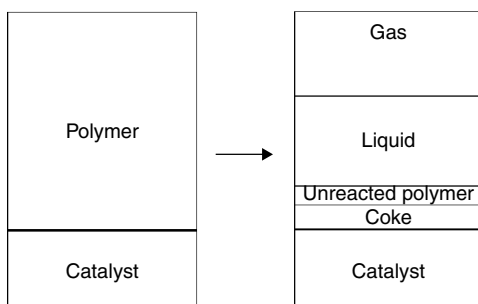 Polymer
Catalyst
Gas
Liquid
Unreacted polymer
Coke
Catalyst